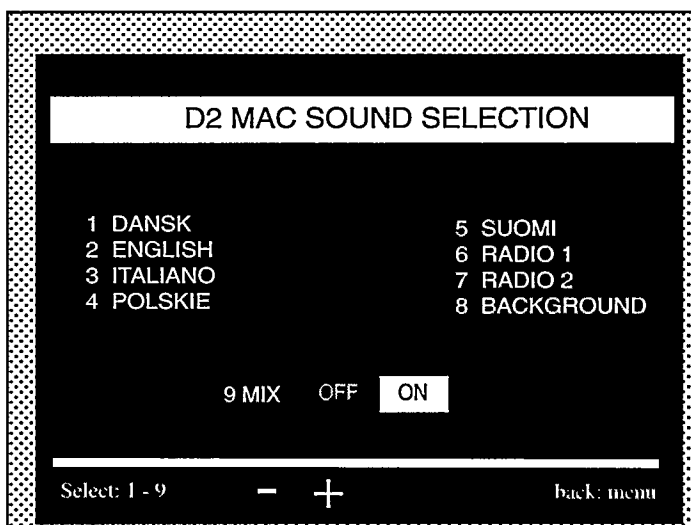 D2 MAC SOUND SELECTION
1 DANSK
2 ENGLISH
3 ITALIANO
4 POLSKIE
5 SUOMI
6 RADIO 1
7 RADIO 2
8 BACKGROUND
9 MIX OFF ON
Select: 1 - 9 - + back: menu